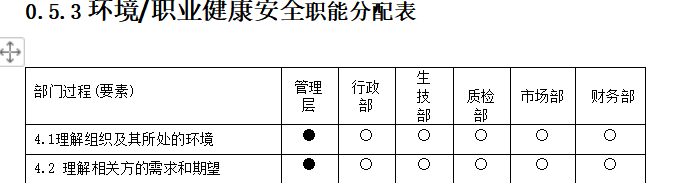 0.5.3 环境/职业健康安全职能分配表
部门过程(要素) 管理层 行政部 生技部 质检部 市场部 财务部
4.1理解组织及其所处的环境 ● ○ ○ ○ ○ ○
4.2 理解相关方的需求和期望 ● ○ ○ ○ ○ ○